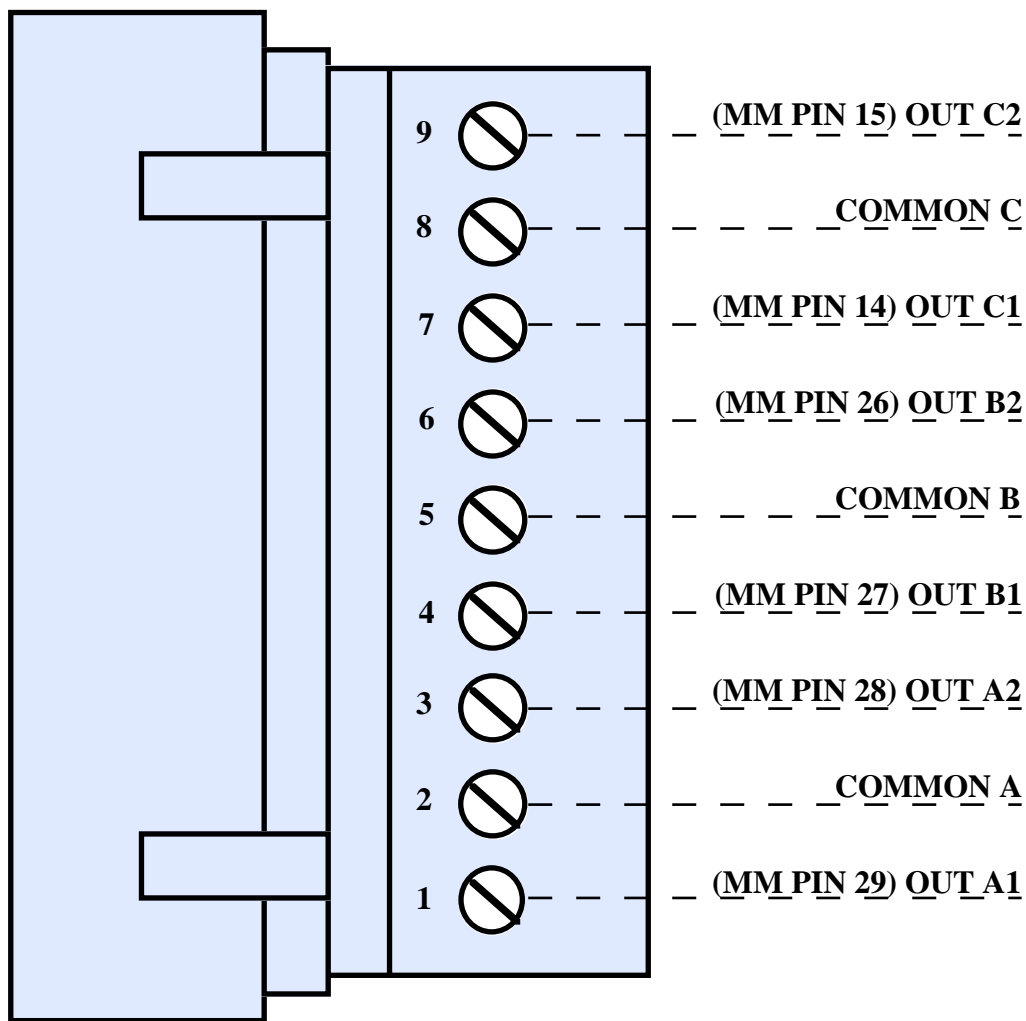 9 (MM PIN 15) OUT C2
8 COMMON C
7 (MM PIN 14) OUT C1
6 (MM PIN 26) OUT B2
5 COMMON B
4 (MM PIN 27) OUT B1
3 (MM PIN 28) OUT A2
2 COMMON A
1 (MM PIN 29) OUT A1